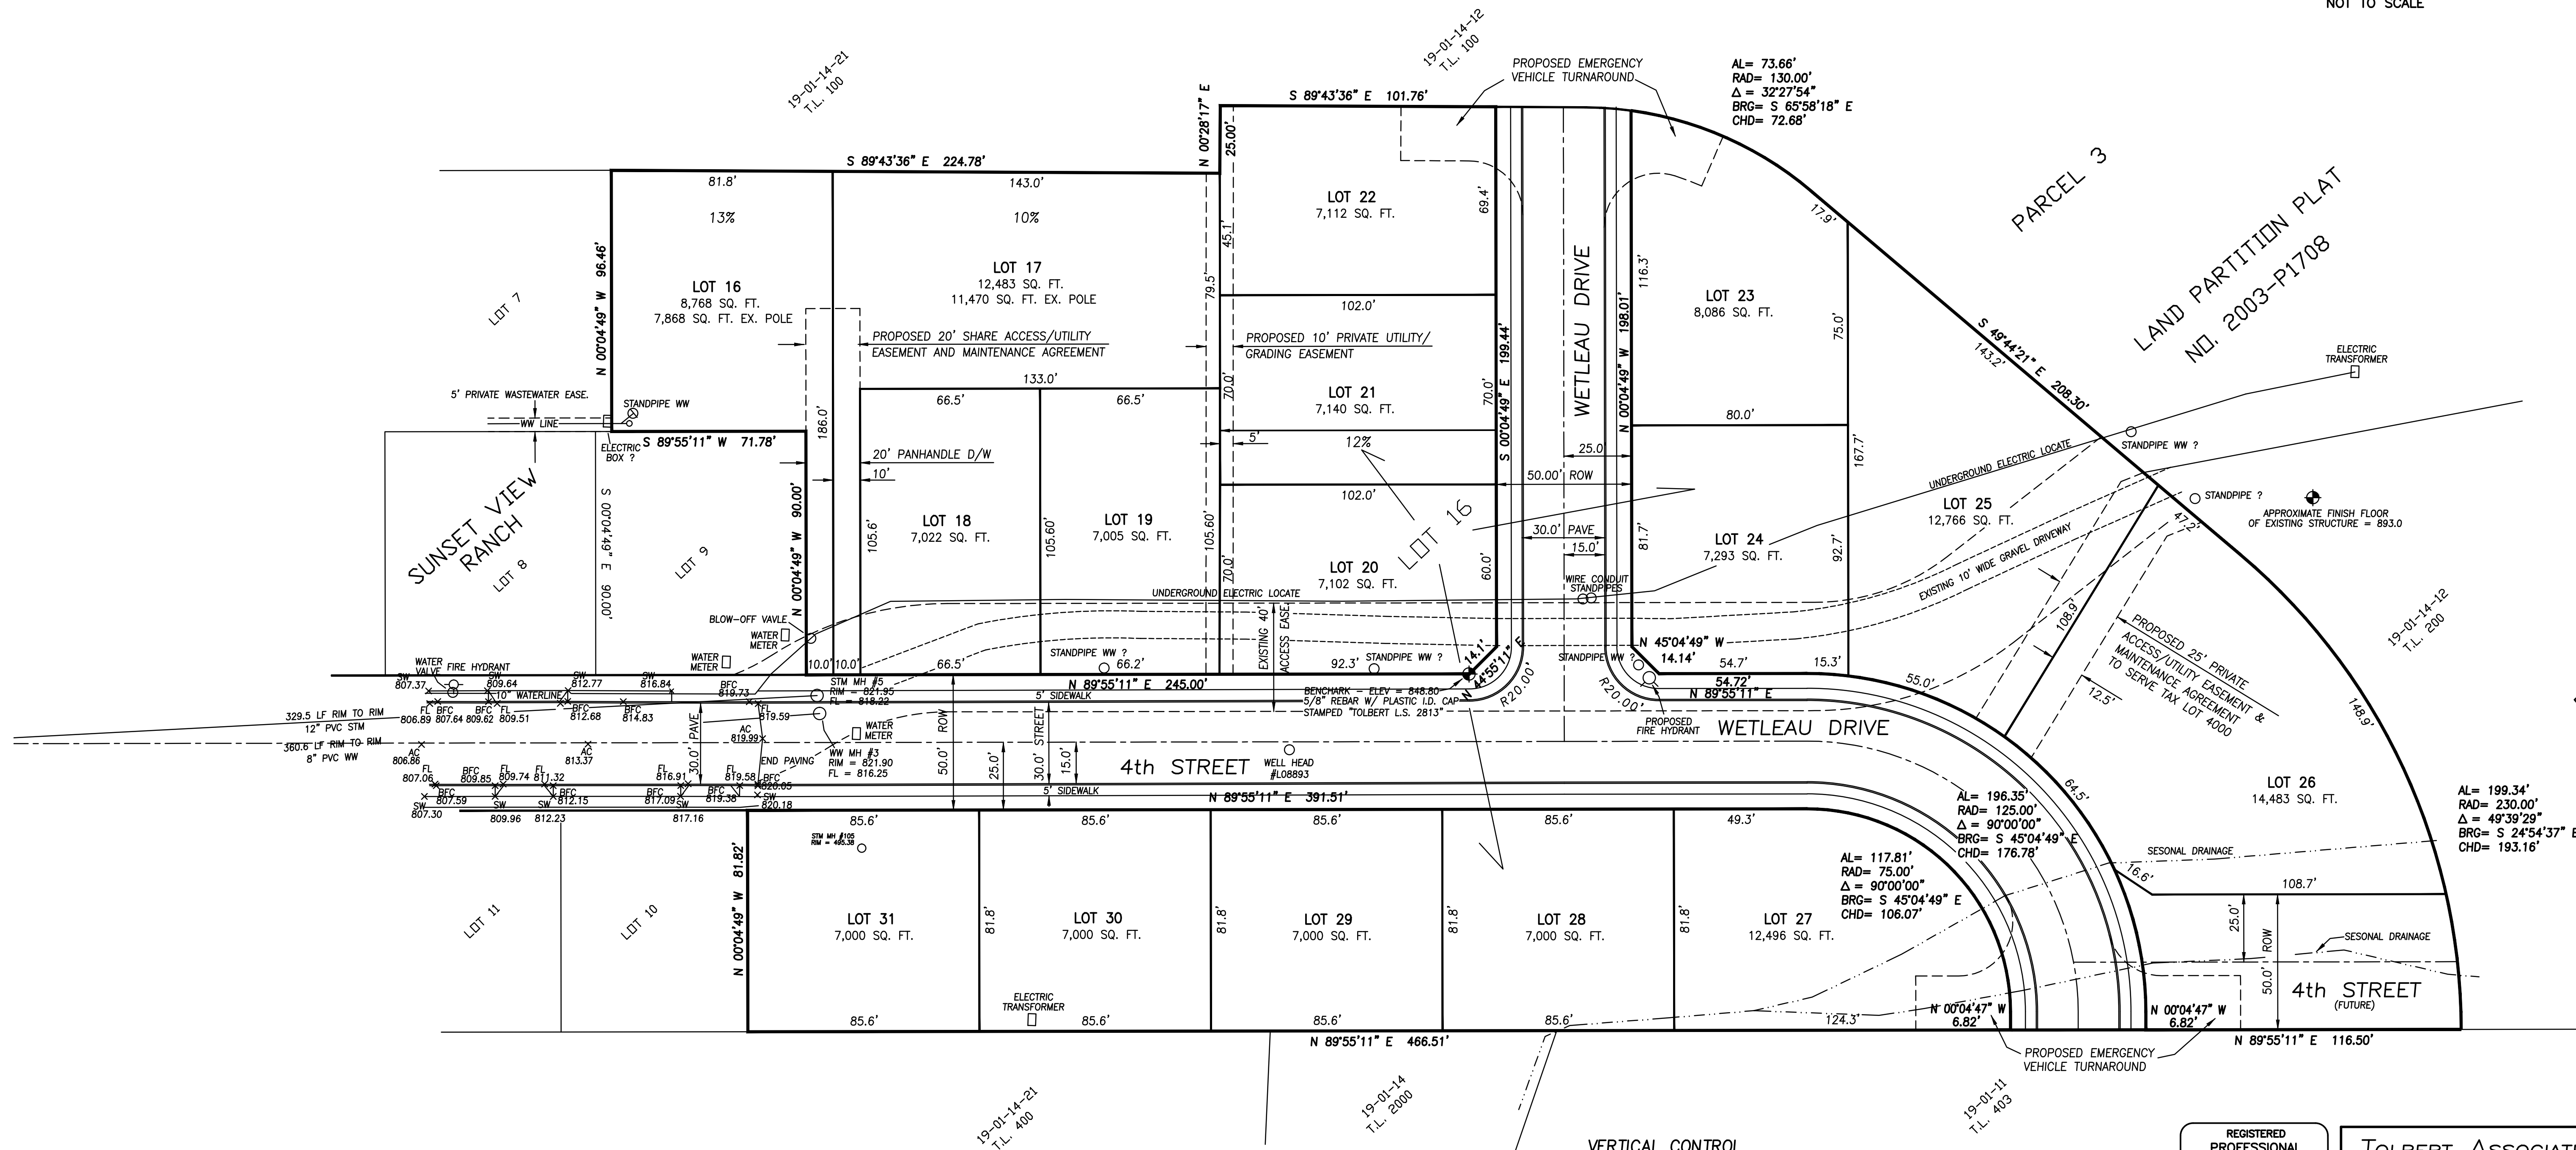 NOT TO SCALE
19-01-14-21
T.L. 100
19-01-14-12
T.L. 100
PROPOSED EMERGENCY
VEHICLE TURNAROUND
AL= 73.66'
RAD= 130.00'
Δ = 32°27'54"
BRG= S 65°58'18" E
CHD= 72.68'
S 89°43'36" E 101.76'
N 00°28'17" E
25.00'
S 89°43'36" E 224.78'
81.8'
143.0'
13%
10%
LOT 22
7,112 SQ. FT.
69.4'
45.1'
17.9'
PARCEL 3
LAND PARTITION PLAT
NO. 2003-P1708
N 00°04'49" W 96.46'
LOT 7
LOT 16
8,768 SQ. FT.
7,868 SQ. FT. EX. POLE
LOT 17
12,483 SQ. FT.
11,470 SQ. FT. EX. POLE
79.5'
102.0'
WETLEAU DRIVE
116.3'
N 00°04'49" W 198.01'
LOT 23
8,086 SQ. FT.
75.0'
S 49°44'21" E 208.30'
143.2'
ELECTRIC
TRANSFORMER
PROPOSED 20' SHARE ACCESS/UTILITY
EASEMENT AND MAINTENANCE AGREEMENT
PROPOSED 10' PRIVATE UTILITY/
GRADING EASEMENT
S 00°04'49" E 199.44'
133.0'
66.5'
66.5'
70.0'
LOT 21
7,140 SQ. FT.
70.0'
80.0'
5' PRIVATE WASTEWATER EASE.
STANDPIPE WW
WW LINE
S 89°55'11" W 71.78'
ELECTRIC
BOX ?
186.0'
5'
12%
25.0
20' PANHANDLE D/W
10'
102.0'
50.00' ROW
167.7'
UNDERGROUND ELECTRIC LOCATE
STANDPIPE WW ?
STANDPIPE ?
APPROXIMATE FINISH FLOOR
OF EXISTING STRUCTURE = 893.0
SUNSET VIEW
RANCH
LOT 8
S 00°04'49" E 90.00'
LOT 9
N 00°04'49" W 90.00'
105.6'
LOT 18
7,022 SQ. FT.
105.60'
LOT 19
7,005 SQ. FT.
105.60'
LOT 16
30.0' PAVE
15.0'
81.7'
LOT 24
7,293 SQ. FT.
92.7'
LOT 25
12,766 SQ. FT.
47.2'
LOT 20
7,102 SQ. FT.
70.0'
60.0'
WIRE CONDUIT
STANDPIPES
UNDERGROUND ELECTRIC LOCATE
EXISTING 10' WIDE GRAVEL DRIVEWAY
BLOW-OFF VAVLE
WATER
METER
WATER
METER
EXISTING 40'
ACCESS EASE.
108.9'
PROPOSED 25' PRIVATE
ACCESS/UTILITY EASEMENT &
MAINTENANCE AGREEMENT
TO SERVE TAX LOT 4000
12.5'
19-01-14-12
T.L. 200
10.0'
10.0'
66.5'
STANDPIPE WW ?
66.2'
92.3'
STANDPIPE WW ?
14.1'
N 44°55'11" E
STANDPIPE WW ?
N 45°04'49" W
14.14'
54.7'
15.3'
54.72'
N 89°55'11" E
55.0'
WATER
VALVE
FIRE HYDRANT
SW
807.37
SW
809.64
SW
812.77
SW
816.84
BFC
819.73
STM MH #5
RIM = 821.95
FL = 818.22
N 89°55'11" E 245.00'
5' SIDEWALK
BENCHARK - ELEV = 848.80
5/8" REBAR W/ PLASTIC I.D. CAP
STAMPED "TOLBERT L.S. 2813"
R20.00'
R20.00'
PROPOSED
FIRE HYDRANT
WETLEAU DRIVE
148.9'
10" WATERLINE
FL
806.89
BFC
807.64
BFC
809.62
FL
809.51
BFC
812.68
BFC
814.83
FL
819.59
329.5 LF RIM TO RIM
12" PVC STM
360.6 LF RIM TO RIM
8" PVC WW
AC
806.86
AC
813.37
AC
819.99
30.0' PAVE
WATER
METER
END PAVING
WW MH #3
RIM = 821.90
FL = 816.25
50.0' ROW
25.0'
30.0' STREET
15.0'
4th STREET
WELL HEAD
#L08893
FL
807.06
BFC
809.85
FL
809.74
FL
811.32
FL
816.91
FL
819.58
BFC
820.05
BFC
807.59
BFC
812.15
BFC
817.09
BFC
819.38
SW
820.18
SW
807.30
SW
809.96
SW
812.23
SW
817.16
5' SIDEWALK
N 89°55'11" E 391.51'
64.5'
LOT 26
14,483 SQ. FT.
AL= 199.34'
RAD= 230.00'
Δ = 49°39'29"
BRG= S 24°54'37" E
CHD= 193.16'
AL= 196.35'
RAD= 125.00'
Δ = 90°00'00"
BRG= S 45°04'49" E
CHD= 176.78'
AL= 117.81'
RAD= 75.00'
Δ = 90°00'00"
BRG= S 45°04'49" E
CHD= 106.07'
85.6'
85.6'
85.6'
85.6'
49.3'
STM MH #105
RIM = 495.38
SESONAL DRAINAGE
16.6'
108.7'
N 00°04'49" W 81.82'
LOT 11
LOT 10
LOT 31
7,000 SQ. FT.
81.8'
LOT 30
7,000 SQ. FT.
81.8'
LOT 29
7,000 SQ. FT.
81.8'
LOT 28
7,000 SQ. FT.
81.8'
LOT 27
12,496 SQ. FT.
25.0'
50.0' ROW
SESONAL DRAINAGE
4th STREET
(FUTURE)
ELECTRIC
TRANSFORMER
85.6'
85.6'
85.6'
85.6'
124.3'
N 00°04'47" W
6.82'
N 00°04'47" W
6.82'
N 89°55'11" E 466.51'
N 89°55'11" E 116.50'
PROPOSED EMERGENCY
VEHICLE TURNAROUND
19-01-14-21
T.L. 400
19-01-14
T.L. 2000
19-01-11
T.L. 403
VERTICAL CONTROL
REGISTERED
PROFESSIONAL
TOLBERT ASSOCIATE